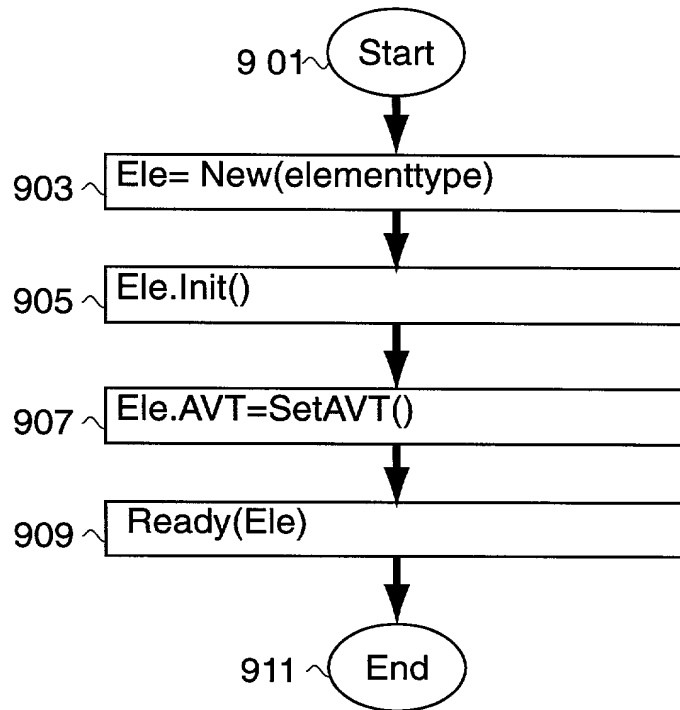 9 01 Start
903 Ele= New(elementtype)
905 Ele.Init()
907 Ele.AVT=SetAVT()
909 Ready(Ele)
911 End